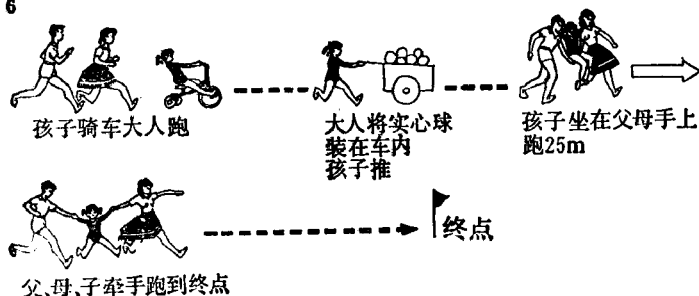 6
孩子骑车大人跑
大人将实心球
装在车内
孩子推
孩子坐在父母手上
跑25m
终点
父、母、子牵手跑到终点